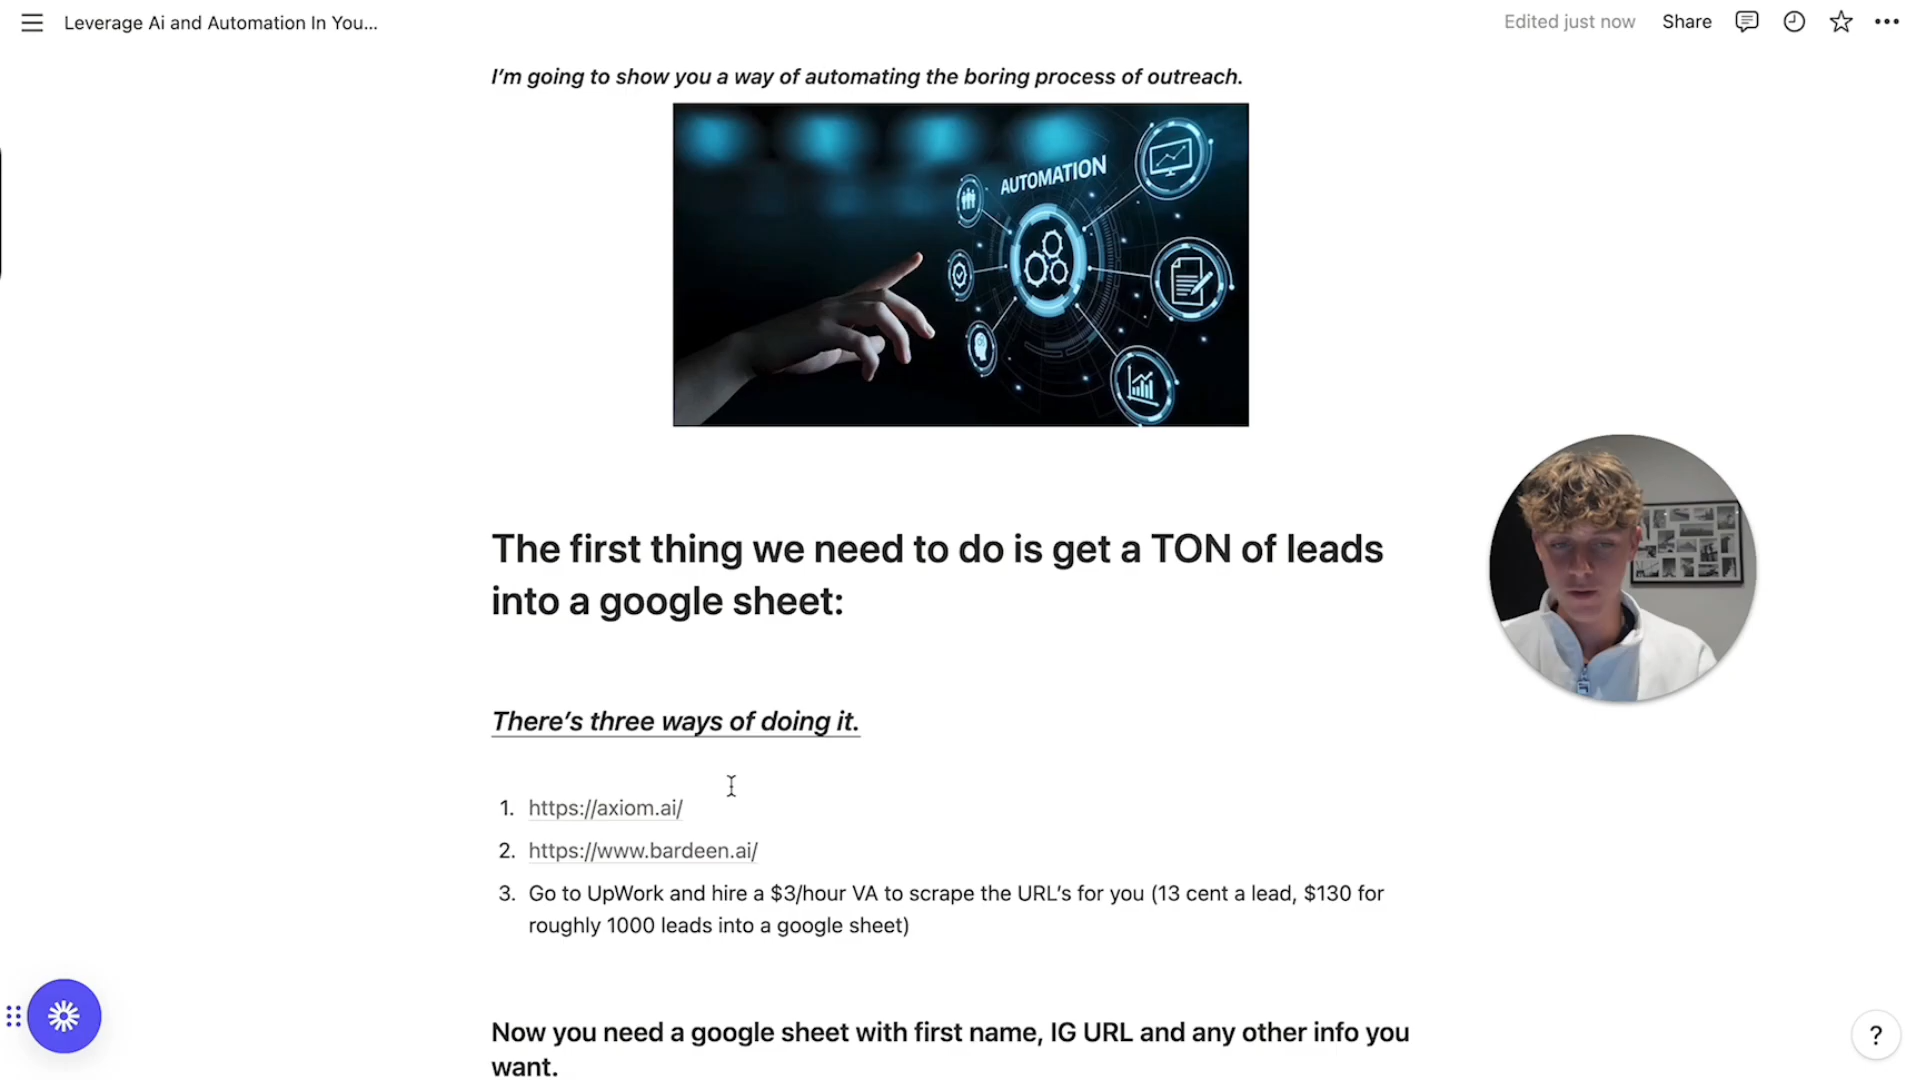 Leverage Ai and Automation In You...
Edited just now
Share
I'm going to show you a way of automating the boring process of outreach.
AUTOMATION
The first thing we need to do is get a TON of leads
into a google sheet:
There's three ways of doing it.
1. https://axiom.ai/
2. https://www.bardeen.ai/
3. Go to UpWork and hire a $3/hour VA to scrape the URL's for you (13 cent a lead, $130 for
roughly 1000 leads into a google sheet)
Now you need a google sheet with first name, IG URL and any other info you
want.
?